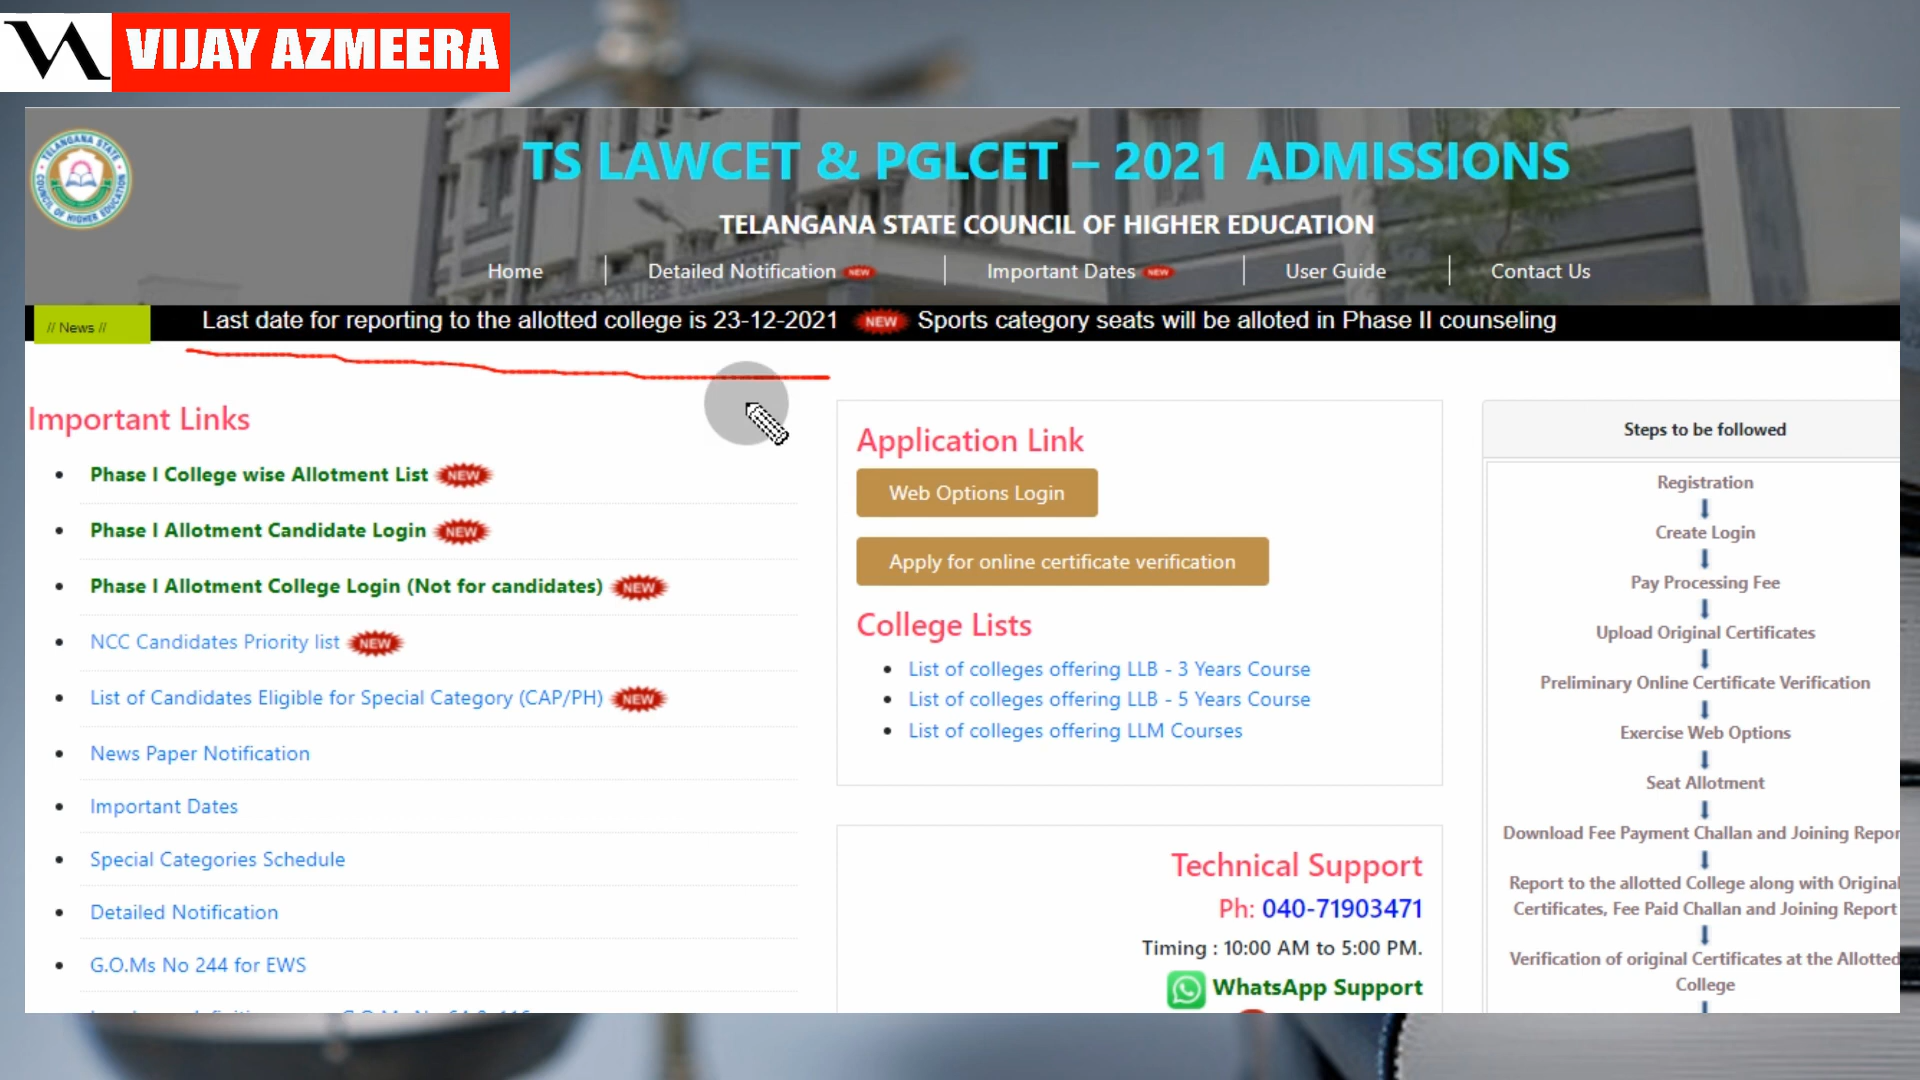 VIJAY AZMEERA
TS LAWCET & PGLCET – 2021 ADMISSIONS
TELANGANA STATE COUNCIL OF HIGHER EDUCATION
Home
Detailed Notification NEW
Important Dates NEW
User Guide
Contact Us
// News //
Last date for reporting to the allotted college is 23-12-2021 NEW Sports category seats will be alloted in Phase II counseling
Important Links
Phase I College wise Allotment List NEW
Phase I Allotment Candidate Login NEW
Phase I Allotment College Login (Not for candidates) NEW
NCC Candidates Priority list NEW
List of Candidates Eligible for Special Category (CAP/PH) NEW
News Paper Notification
Important Dates
Special Categories Schedule
Detailed Notification
G.O.Ms No 244 for EWS
Application Link
Web Options Login
Apply for online certificate verification
College Lists
List of colleges offering LLB - 3 Years Course
List of colleges offering LLB - 5 Years Course
List of colleges offering LLM Courses
Technical Support
Ph: 040-71903471
Timing : 10:00 AM to 5:00 PM.
WhatsApp Support
Steps to be followed
Registration
Create Login
Pay Processing Fee
Upload Original Certificates
Preliminary Online Certificate Verification
Exercise Web Options
Seat Allotment
Download Fee Payment Challan and Joining Repor
Report to the allotted College along with Original
Certificates, Fee Paid Challan and Joining Report
Verification of original Certificates at the Allotted
College